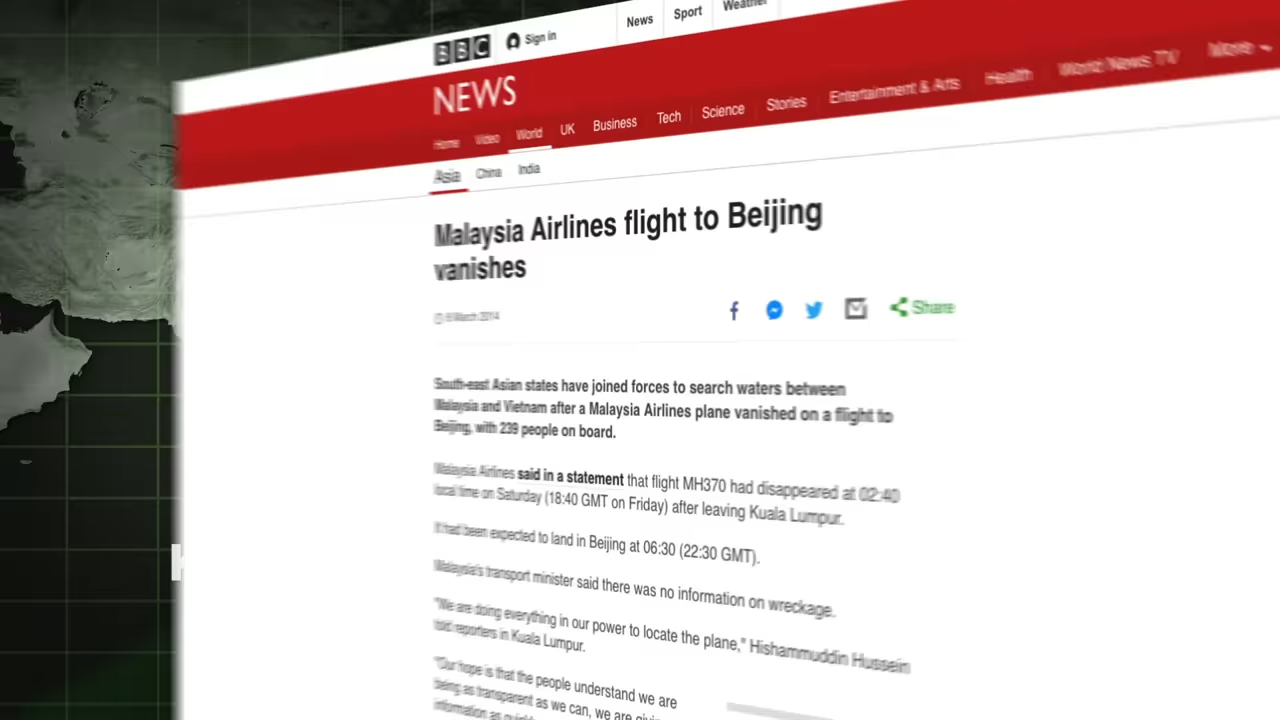 BBC Sign in News Sport Weather
NEWS
Home Video World UK Business Tech Science Stories Entertainment & Arts Health World News TV More
Asia China India
Malaysia Airlines flight to Beijing
vanishes
8 March 2014
Share
South-east Asian states have joined forces to search waters between
Malaysia and Vietnam after a Malaysia Airlines plane vanished on a flight to
Beijing, with 239 people on board.
Malaysia Airlines said in a statement that flight MH370 had disappeared at 02:40
local time on Saturday (18:40 GMT on Friday) after leaving Kuala Lumpur.
It had been expected to land in Beijing at 06:30 (22:30 GMT).
Malaysia's transport minister said there was no information on wreckage.
"We are doing everything in our power to locate the plane," Hishammuddin Hussein
told reporters in Kuala Lumpur.
"Our hope is that the people understand we are
being as transparent as we can, we are
information as